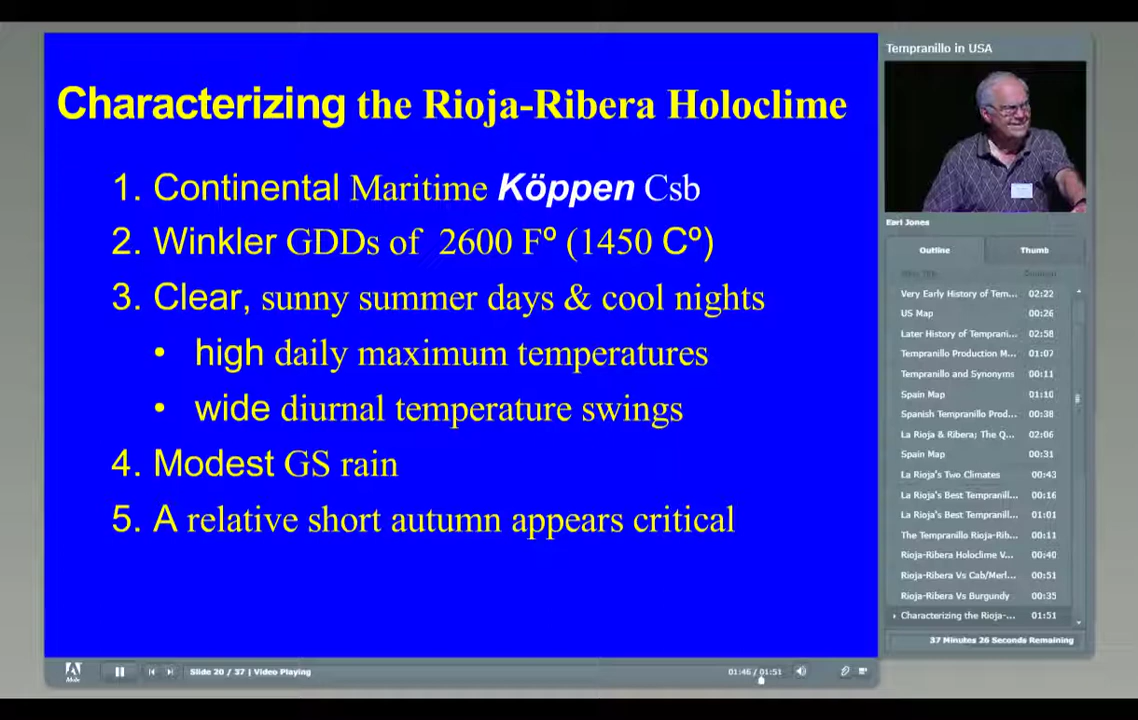 Characterizing the Rioja-Ribera Holoclime
1. Continental Maritime Köppen Csb
2. Winkler GDDs of 2600 Fº (1450 Cº)
3. Clear, sunny summer days & cool nights
• high daily maximum temperatures
• wide diurnal temperature swings
4. Modest GS rain
5. A relative short autumn appears critical
Tempranillo in USA
Earl Jones
Outline Thumb
Very Early History of Tem... 02:22
US Map 00:26
Later History of Temprani... 02:58
Tempranillo Production M... 01:07
Tempranillo and Synonyms 00:11
Spain Map 01:10
Spanish Tempranillo Prod... 00:38
La Rioja & Ribera; The Q... 02:06
Spain Map 00:31
La Rioja's Two Climates 00:43
La Rioja's Best Tempranill... 00:16
La Rioja's Best Tempranill... 01:01
The Tempranillo Rioja-Rib... 00:11
Rioja-Ribera Holoclime V... 00:40
Rioja-Ribera Vs Cab/Merl... 00:51
Rioja-Ribera Vs Burgundy 00:35
Characterizing the Rioja-... 01:51
37 Minutes 26 Seconds Remaining
Adobe
Slide 20 / 37 | Video Playing
01:46 / 01:51